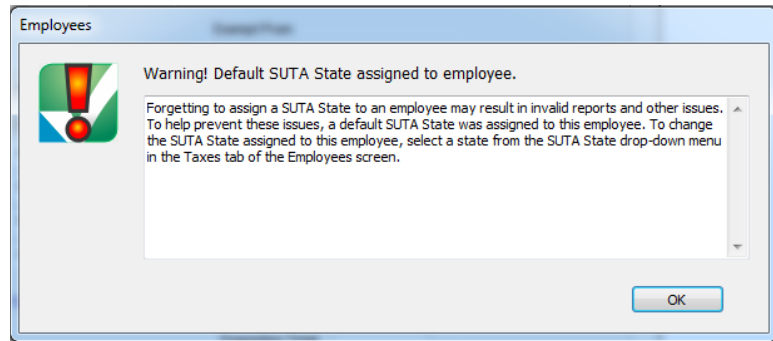 Employees
Warning! Default SUTA State assigned to employee.
Forgetting to assign a SUTA State to an employee may result in invalid reports and other issues.
To help prevent these issues, a default SUTA State was assigned to this employee. To change
the SUTA State assigned to this employee, select a state from the SUTA State drop-down menu
in the Taxes tab of the Employees screen.
OK